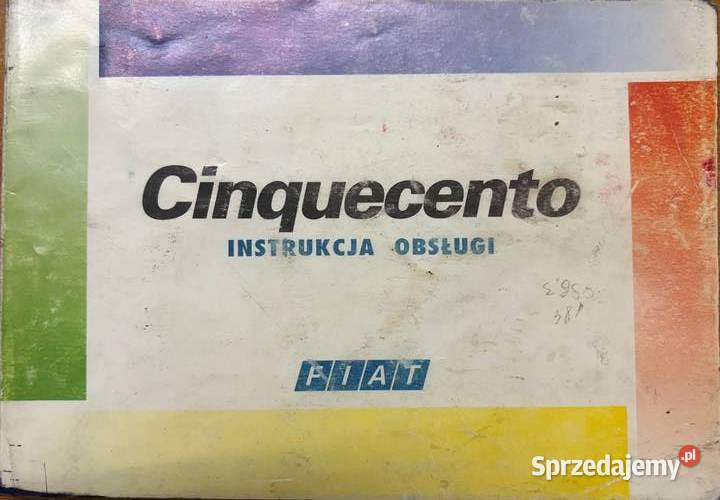 Cinquecento
INSTRUKCJA OBSŁUGI
FIAT
Sprzedajemy.pl